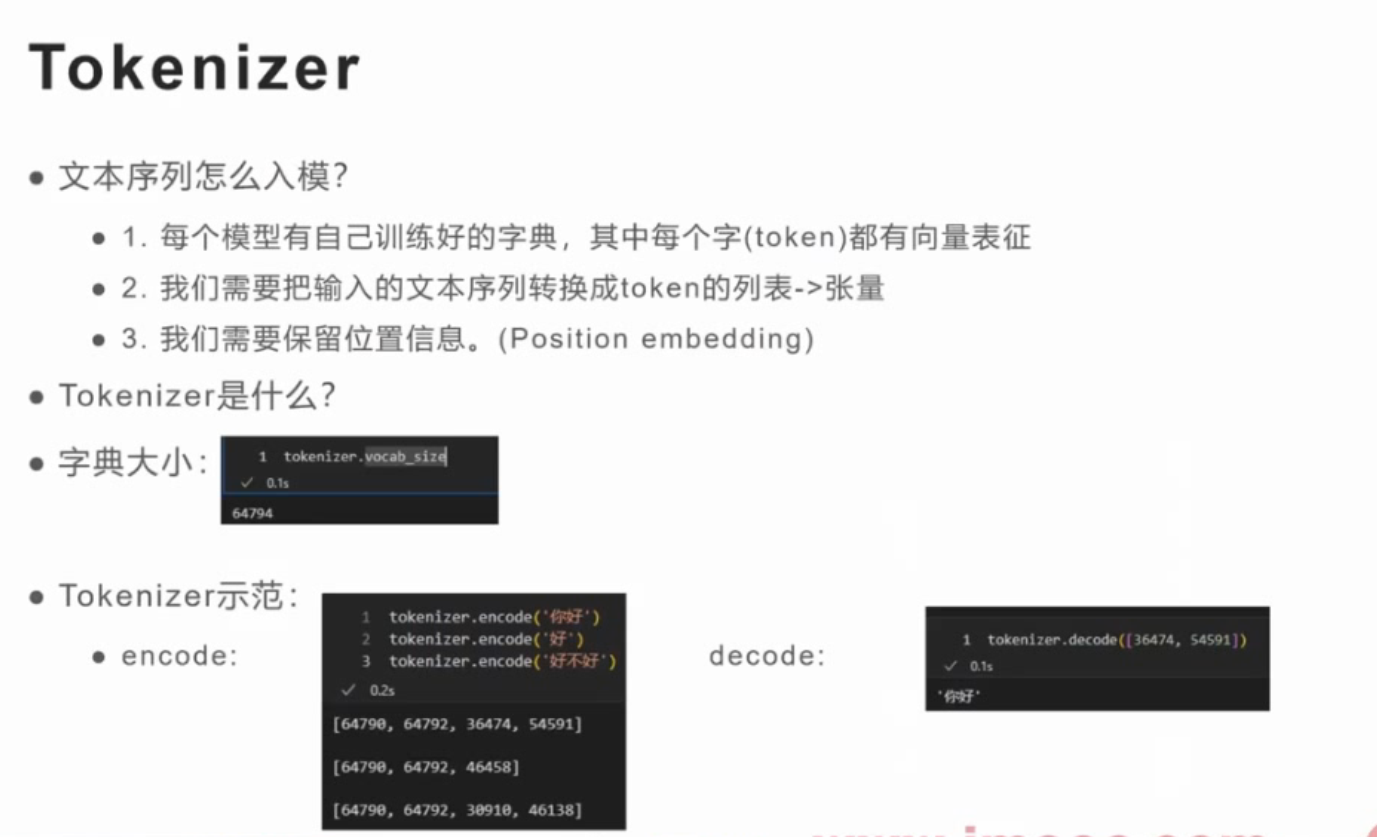 Tokenizer
● 文本序列怎么入模？
● 1. 每个模型有自己训练好的字典，其中每个字(token)都有向量表征
● 2. 我们需要把输入的文本序列转换成token的列表->张量
● 3. 我们需要保留位置信息。(Position embedding)
● Tokenizer是什么？
● 字典大小：
1 tokenizer.vocab_size
✓ 0.1s
64794
● Tokenizer示范：
● encode:
1 tokenizer.encode('你好')
2 tokenizer.encode('好')
3 tokenizer.encode('好不好')
✓ 0.2s
[64790, 64792, 36474, 54591]
[64790, 64792, 46458]
[64790, 64792, 30910, 46138]
decode:
1 tokenizer.decode([36474, 54591])
✓ 0.1s
'你好'